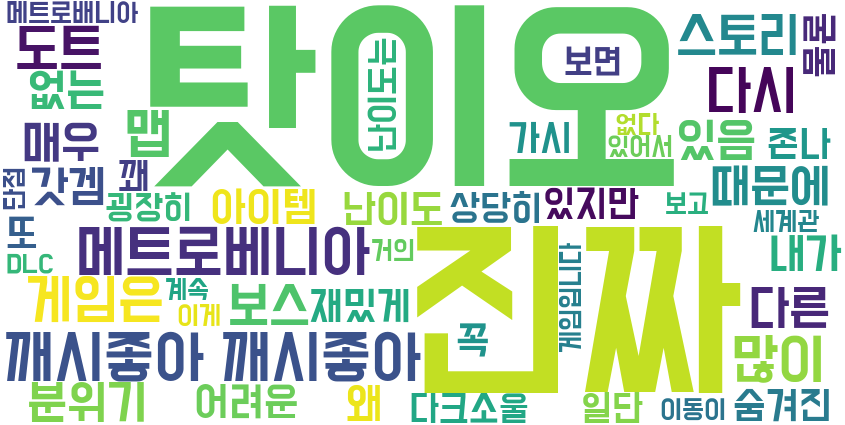 메트로배니아
도트
없는
탓이오
그도이고
보면
스토리
굴뭄
다시
매우
맵
가시
없다
있어서
있음
존나
단점
갓겜
꽤
때문에
굉장히
아이템
난이도
상당히
있지만
보고
세계관
또
DLC
메트로베니아
거의
진짜
게임입니다
내가
게임은
계속
이게
보스
재밌게
다른
깨시좋아 깨시좋아
꼭
많이
분위기
어려운
왜
다크소울
일단
이동이
숨겨진